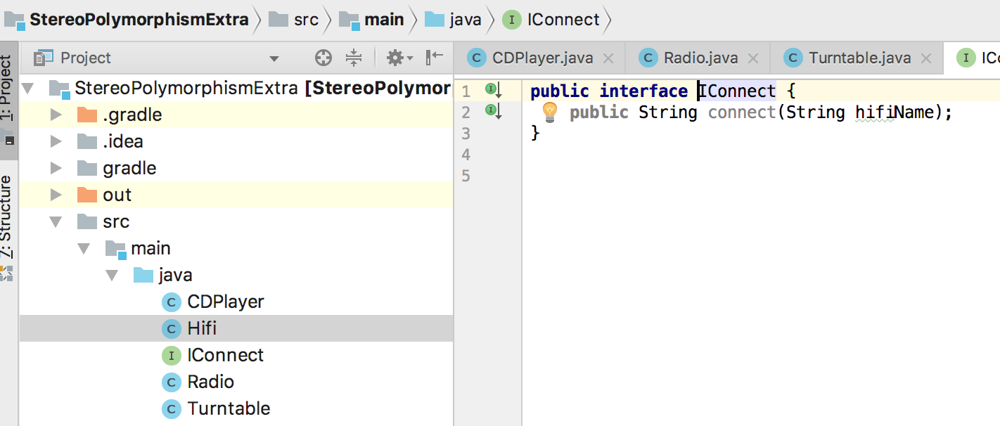 StereoPolymorphismExtra src main java I IConnect
1: Project
Project
CDPlayer.java Radio.java Turntable.java
StereoPolymorphismExtra [StereoPolymor
.gradle
.idea
gradle
out
src
main
java
C CDPlayer
C Hifi
I IConnect
C Radio
C Turntable
7: Structure
C C C I ICo
1 public interface IConnect {
2 public String connect(String hifiName);
3 }
4
5